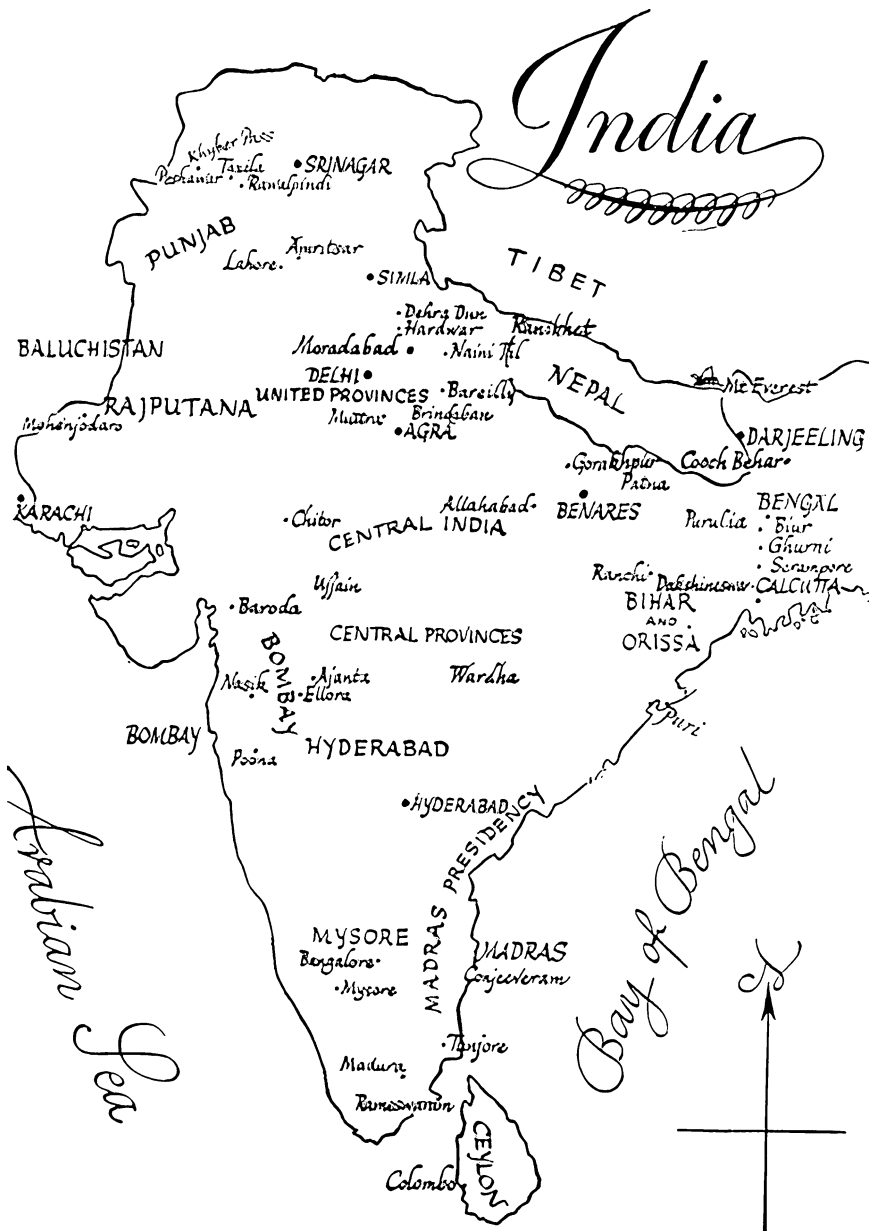 India
Khyber Pass
Peshawar
Taxila
SRINAGAR
Rawalpindi
PUNJAB
Lahore
Amritsar
TIBET
SIMLA
Dehra Dun
Hardwar
Ranikhet
BALUCHISTAN
Moradabad
Naini Tal
DELHI
NEPAL
Mt Everest
RAJPUTANA
UNITED PROVINCES
Bareilly
Mohenjodaro
Muttra
Brindaban
AGRA
DARJEELING
Gorakhpur
Cooch Behar
Patna
KARACHI
Chitor
CENTRAL INDIA
Allahabad
BENARES
Purulia
BENGAL
Biur
Ghurni
Serampore
Ujjain
Ranchi
Dakshineswar
CALCUTTA
Baroda
BIHAR
AND
ORISSA
BOMBAY
CENTRAL PROVINCES
Nasik
Ajanta
Ellora
Wardha
Puri
BOMBAY
Poona
HYDERABAD
HYDERABAD
MADRAS PRESIDENCY
Arabian Sea
Bay of Bengal
MYSORE
MADRAS
Bangalore
Conjeeveram
Mysore
Tanjore
Madura
Rameswaram
CEYLON
Colombo